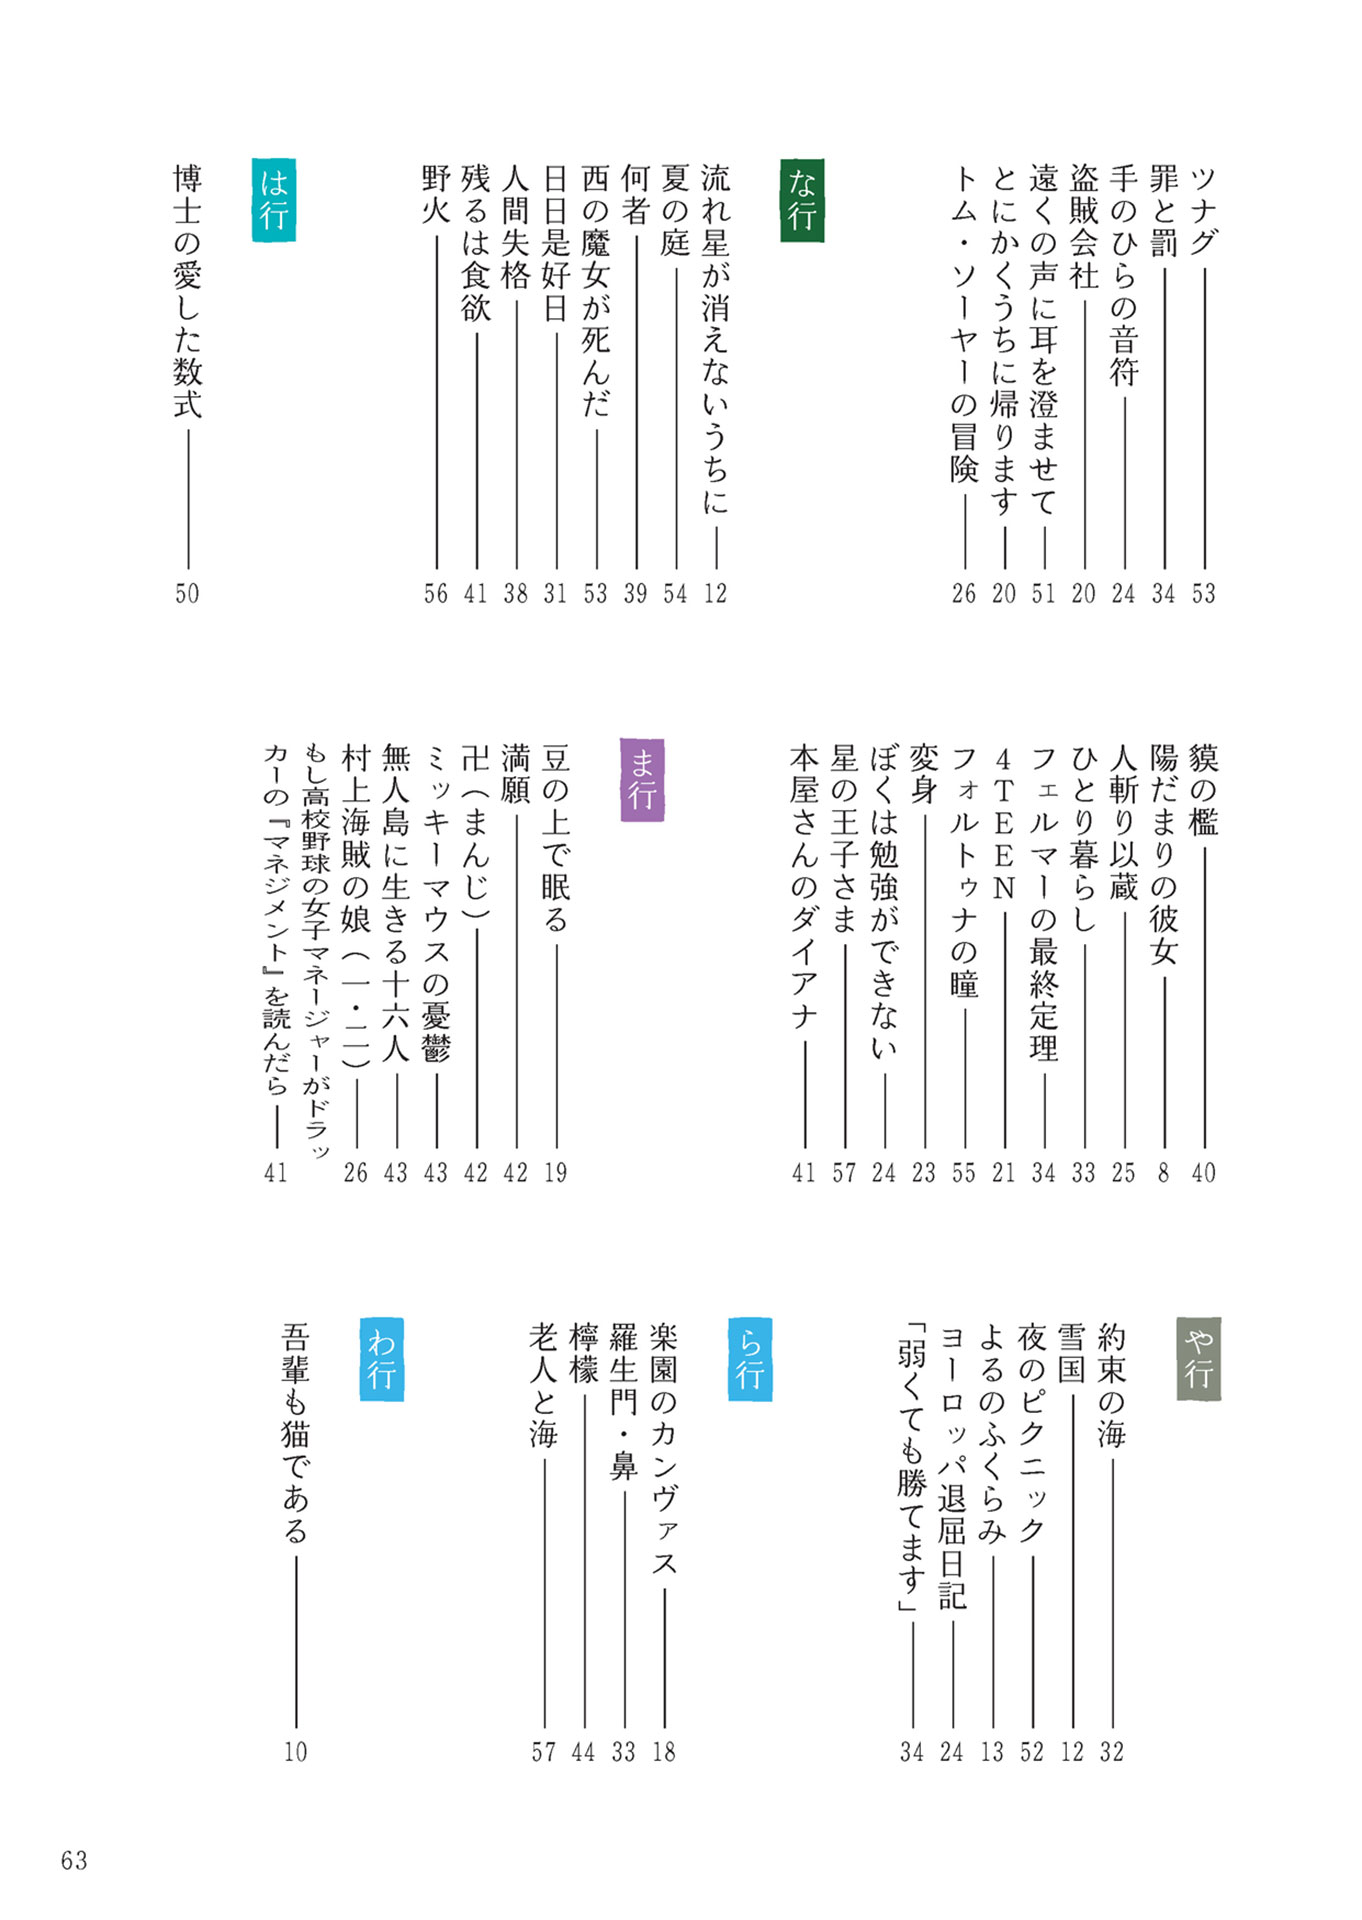 ツナグ 53
罪と罰 34
手のひらの音符 24
盗賊会社 20
遠くの声に耳を澄ませて 51
とにかくうちに帰ります 20
トム・ソーヤーの冒険 26
な行
流れ星が消えないうちに 12
夏の庭 54
何者 39
西の魔女が死んだ 53
日日是好日 31
人間失格 38
残るは食欲 41
野火 56
は行
博士の愛した数式 50
貘の檻 40
陽だまりの彼女 8
人斬り以蔵 25
ひとり暮らし 33
フェルマーの最終定理 34
4TEEN 21
フォルトゥナの瞳 55
変身 23
ぼくは勉強ができない 24
星の王子さま 57
本屋さんのダイアナ 41
ま行
豆の上で眠る 19
満願 42
卍(まんじ) 42
ミッキーマウスの憂鬱 43
無人島に生きる十六人 43
村上海賊の娘(一・二) 26
もし高校野球の女子マネージャーがドラッ
カーの『マネジメント』を読んだら 41
や行
約束の海 32
雪国 12
夜のピクニック 52
よるのふくらみ 13
ヨーロッパ退屈日記 24
「弱くても勝てます」 34
ら行
楽園のカンヴァス 18
羅生門・鼻 33
檸檬 44
老人と海 57
わ行
吾輩も猫である 10
63